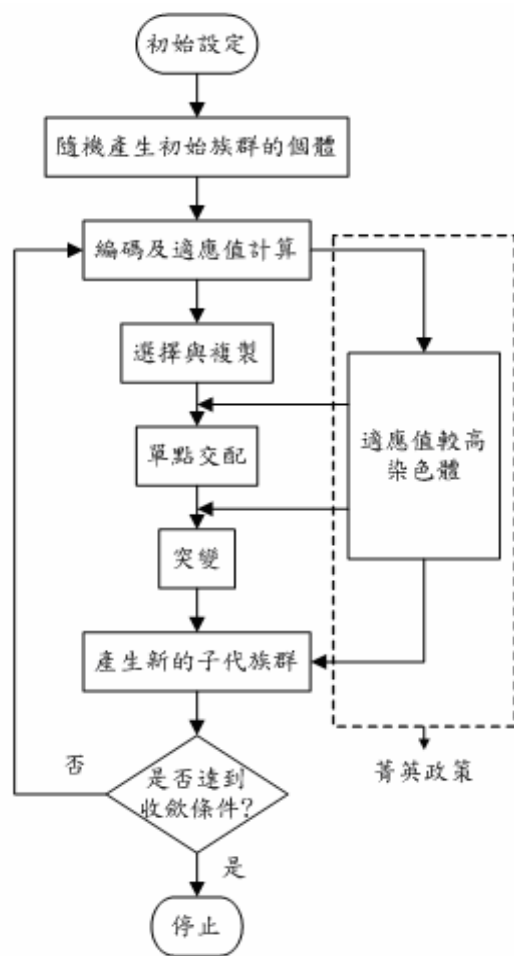 初始設定
隨機產生初始族群的個體
編碼及適應值計算
選擇與複製
適應值較高
染色體
單點交配
突變
產生新的子代族群
否
菁英政策
是否達到
收歛條件?
是
停止